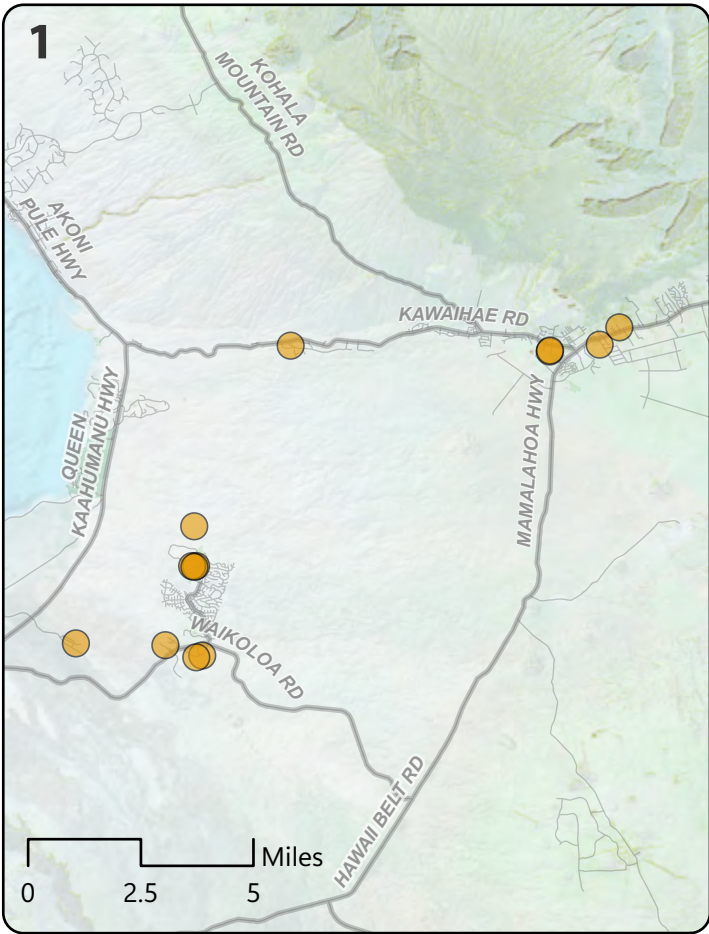 1
KOHALA
MOUNTAIN RD
AKONI
PULE HWY
KAWAIHAE RD
QUEEN
KAAHUMANU HWY
MAMALAHOA HWY
WAIKOLOA RD
HAWAII BELT RD
Miles
0 2.5 5